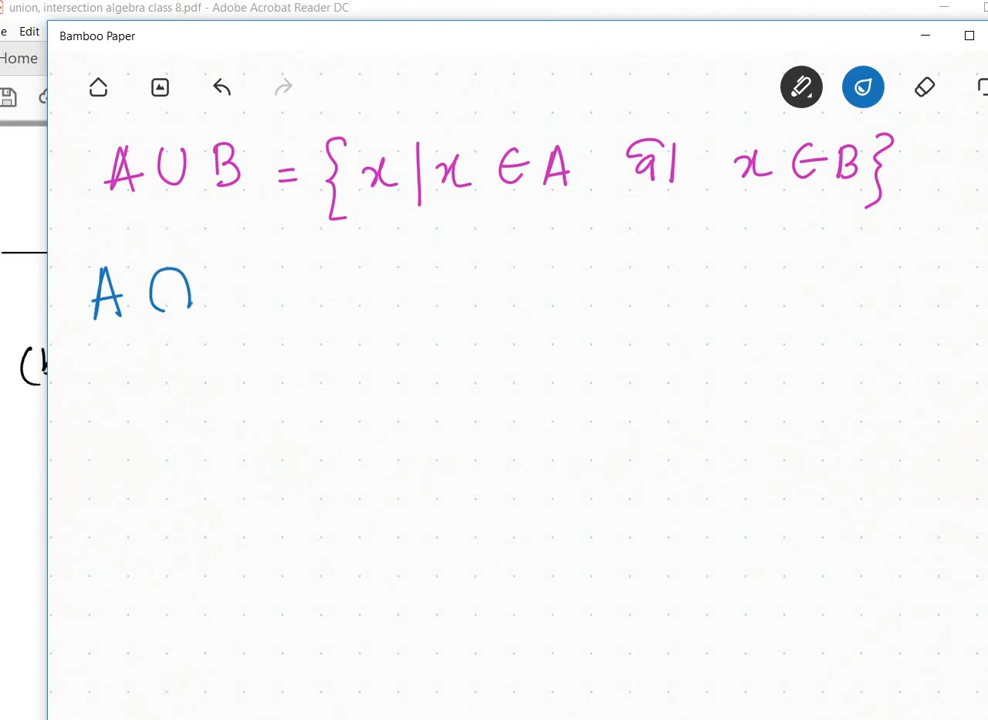 union, intersection algebra class 8.pdf - Adobe Acrobat Reader DC
Edit
Bamboo Paper
Home
A ∪ B = {x | x ∈ A বা x ∈ B}
A ∩